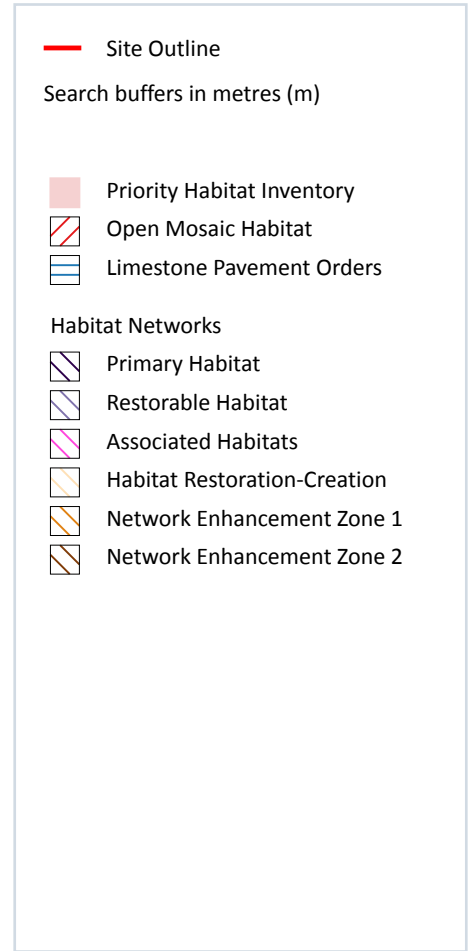 Site Outline
Search buffers in metres (m)
Priority Habitat Inventory
Open Mosaic Habitat
Limestone Pavement Orders
Habitat Networks
Primary Habitat
Restorable Habitat
Associated Habitats
Habitat Restoration-Creation
Network Enhancement Zone 1
Network Enhancement Zone 2